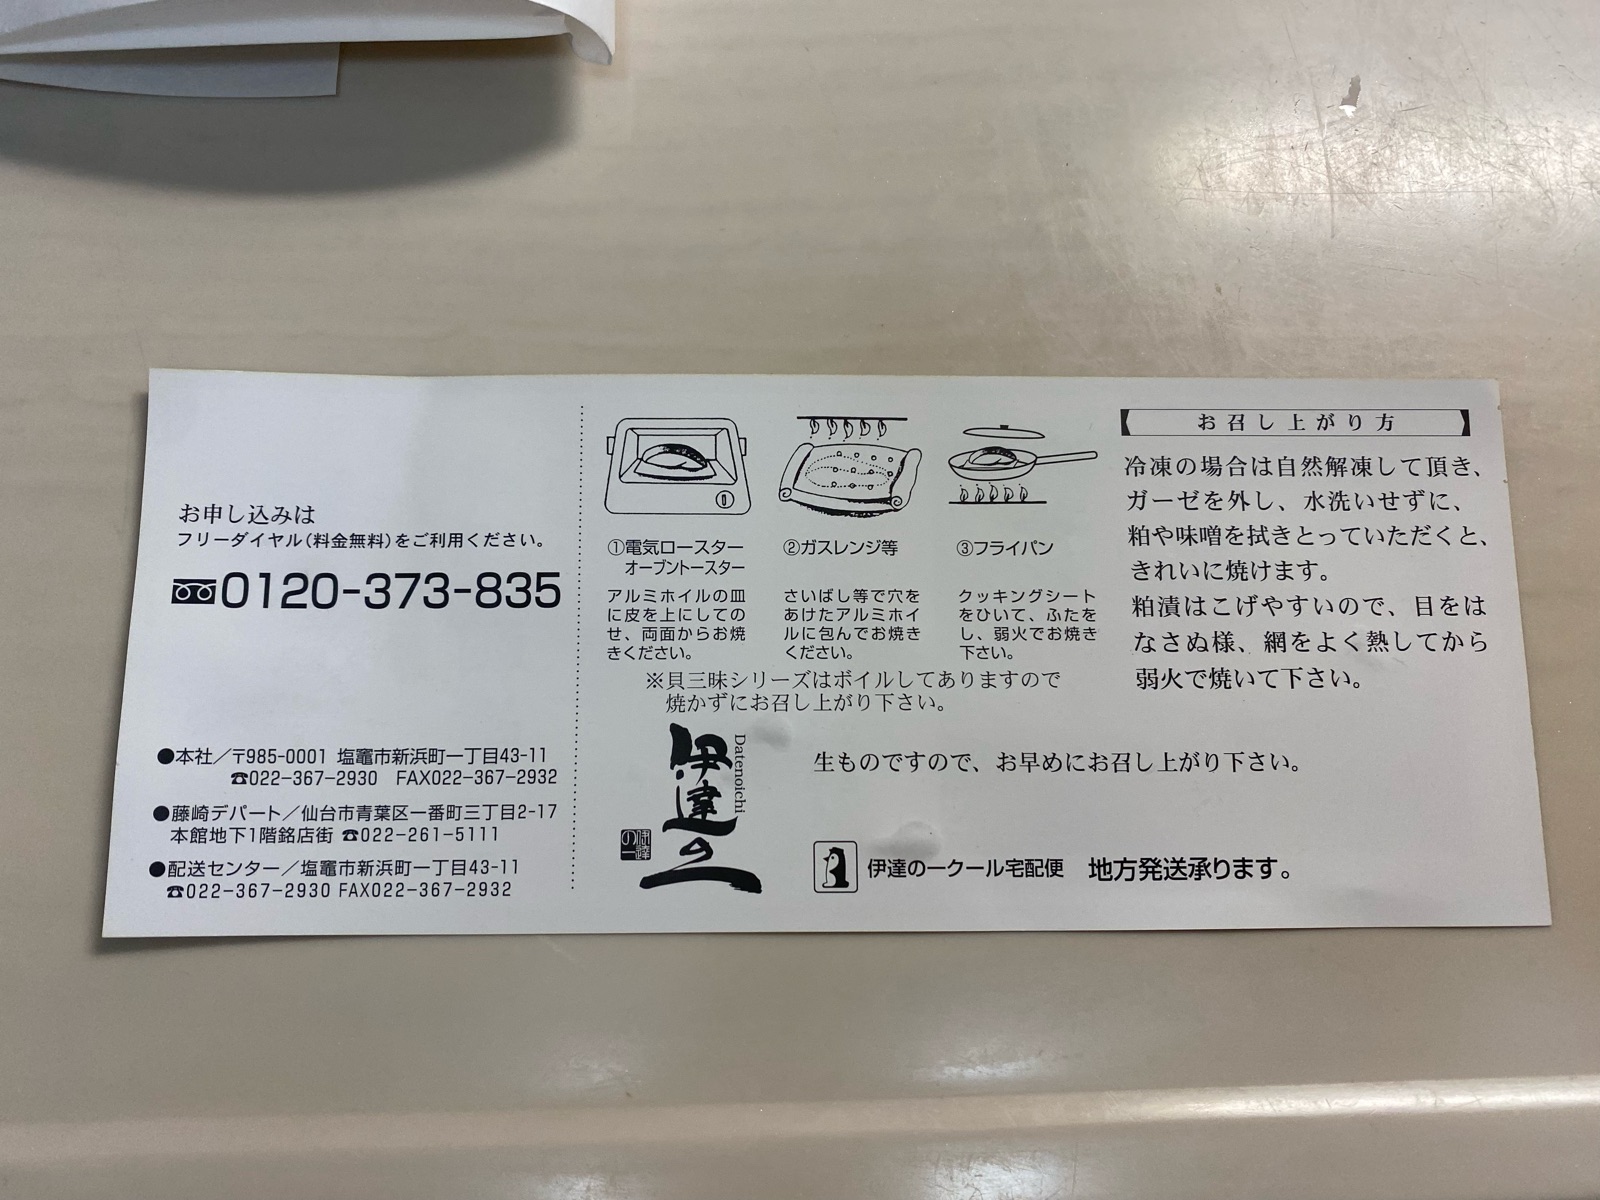 お召し上がり方
冷凍の場合は自然解凍して頂き、
ガーゼを外し、水洗いせずに、
粕や味噌を拭きとっていただくと、
きれいに焼けます。
粕漬はこげやすいので、目をは
なさぬ様、網をよく熱してから
弱火で焼いて下さい。
①電気ロースター
オーブントースター
アルミホイルの皿
に皮を上にしての
せ、両面からお焼
きください。
②ガスレンジ等
さいばし等で穴を
あけたアルミホイ
ルに包んでお焼き
ください。
③フライパン
クッキングシート
をひいて、ふたを
し、弱火でお焼き
下さい。
※貝三昧シリーズはボイルしてありますので
焼かずにお召し上がり下さい。
生ものですので、お早めにお召し上がり下さい。
伊達の一
Datenoichi
伊達の一
伊達の一クール宅配便 地方発送承ります。
お申し込みは
フリーダイヤル(料金無料)をご利用ください。
0120-373-835
●本社／〒985-0001 塩竈市新浜町一丁目43-11
☎022-367-2930 FAX022-367-2932
●藤崎デパート／仙台市青葉区一番町三丁目2-17
本館地下1階銘店街 ☎022-261-5111
●配送センター／塩竈市新浜町一丁目43-11
☎022-367-2930 FAX022-367-2932